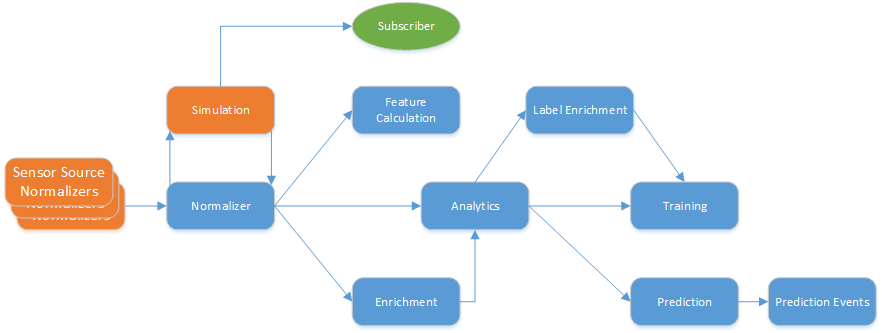 Subscriber
Simulation
Feature
Calculation
Label Enrichment
Sensor Source
Normalizers
Normalizers
Normalizers
Normalizer
Analytics
Training
Enrichment
Prediction
Prediction Events